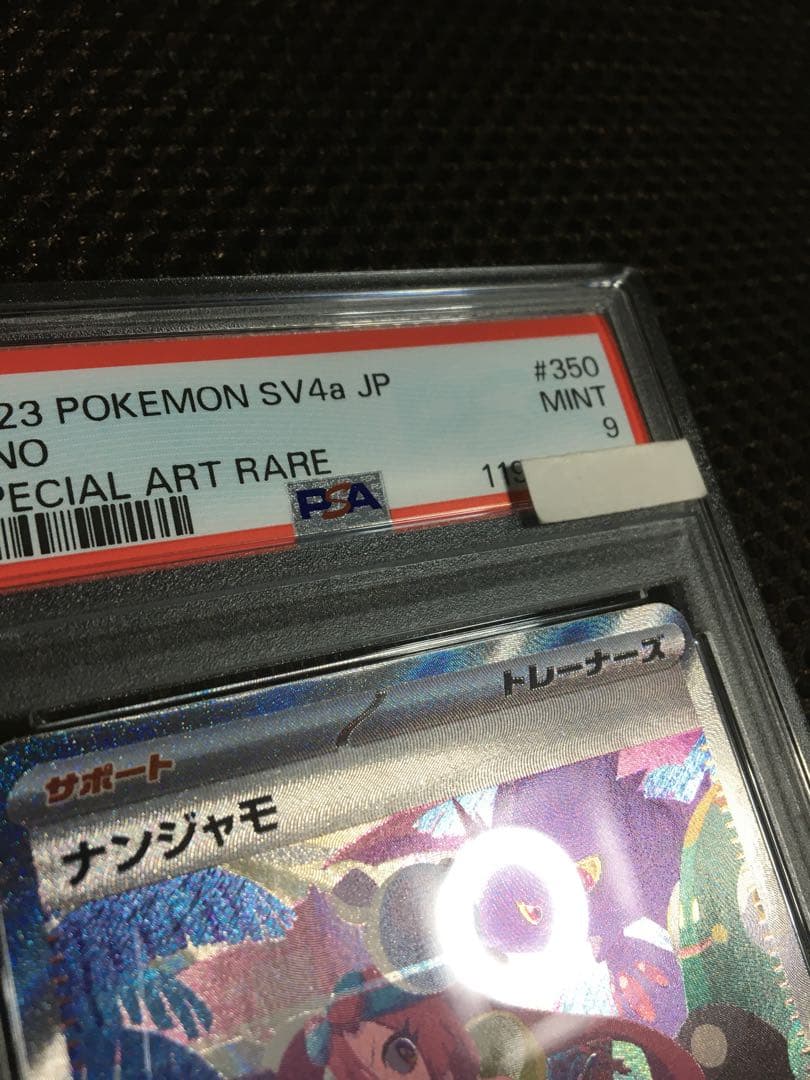 23 POKEMON SV4a JP #350
NO MINT
PECIAL ART RARE 9
PSA 119
トレーナーズ
サポート
ナンジャモ